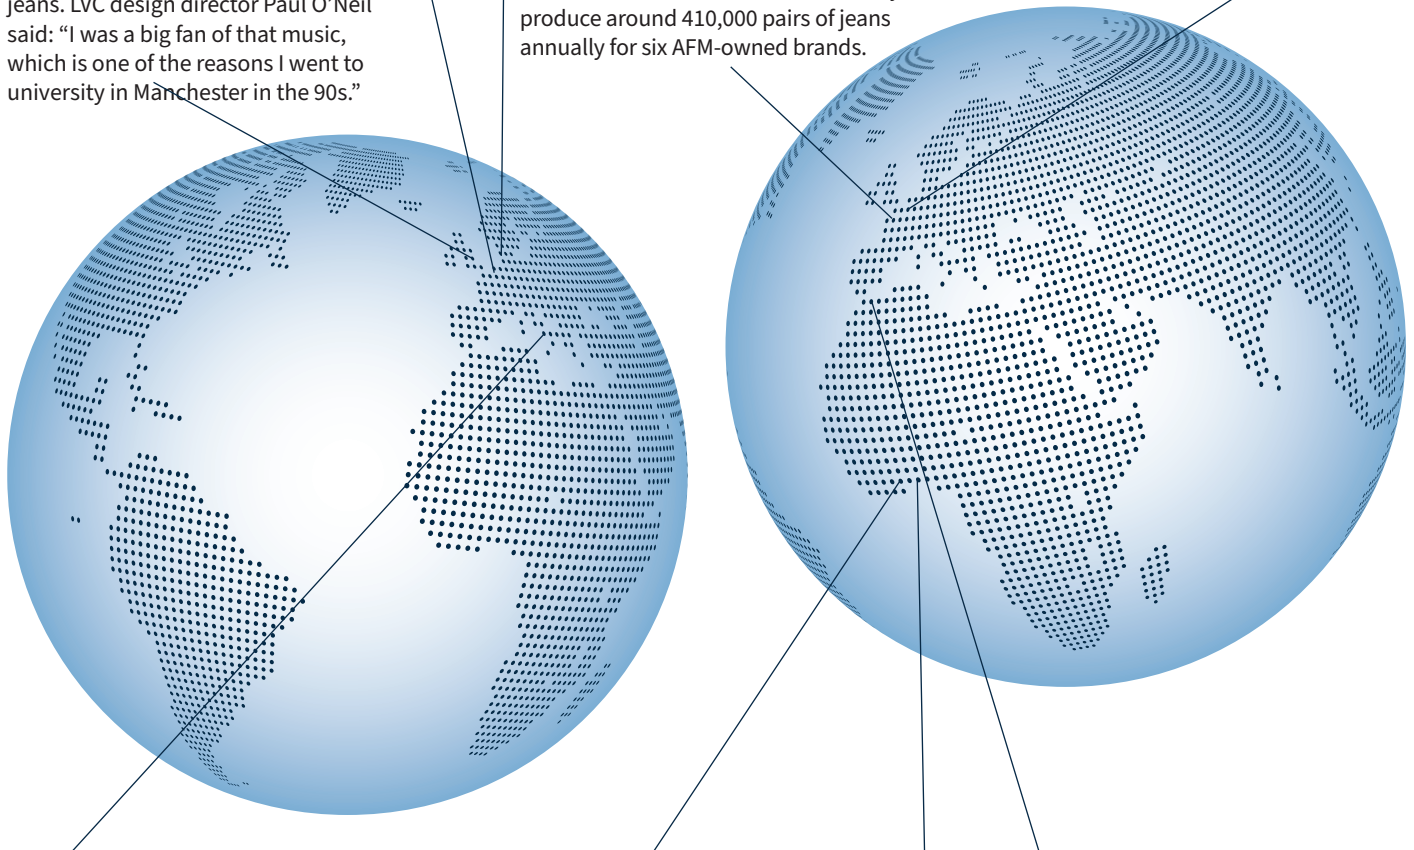 jeans. LVC design director Paul O’Neil
said: “I was a big fan of that music,
which is one of the reasons I went to
university in Manchester in the 90s.”
produce around 410,000 pairs of jeans
annually for six AFM-owned brands.